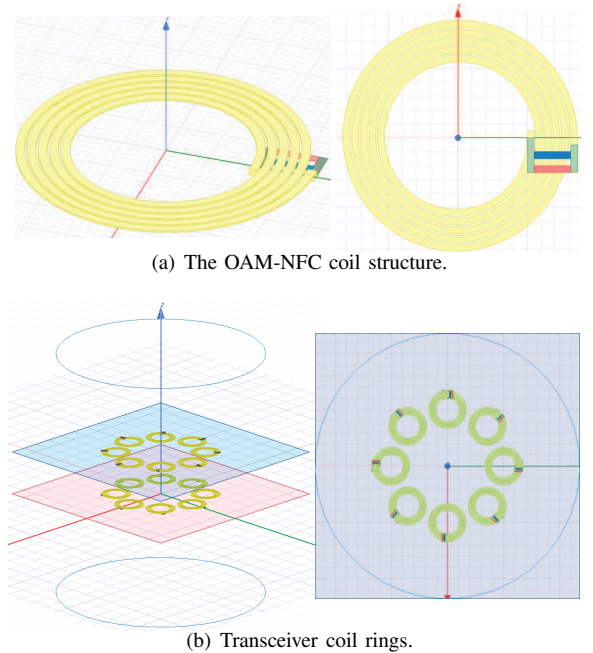 (a) The OAM-NFC coil structure.
z
(b) Transceiver coil rings.